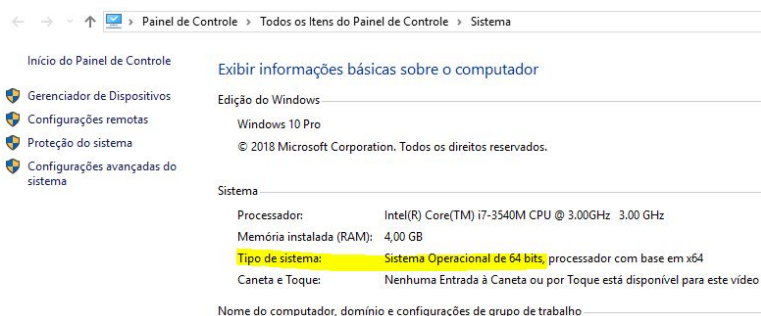 Painel de Controle > Todos os Itens do Painel de Controle > Sistema
Início do Painel de Controle
Gerenciador de Dispositivos
Configurações remotas
Proteção do sistema
Configurações avançadas do
sistema
Exibir informações básicas sobre o computador
Edição do Windows
Windows 10 Pro
© 2018 Microsoft Corporation. Todos os direitos reservados.
Sistema
Processador: Intel(R) Core(TM) i7-3540M CPU @ 3.00GHz 3.00 GHz
Memória instalada (RAM): 4,00 GB
Tipo de sistema: Sistema Operacional de 64 bits, processador com base em x64
Caneta e Toque: Nenhuma Entrada à Caneta ou por Toque está disponível para este vídeo
Nome do computador, domínio e configurações de grupo de trabalho